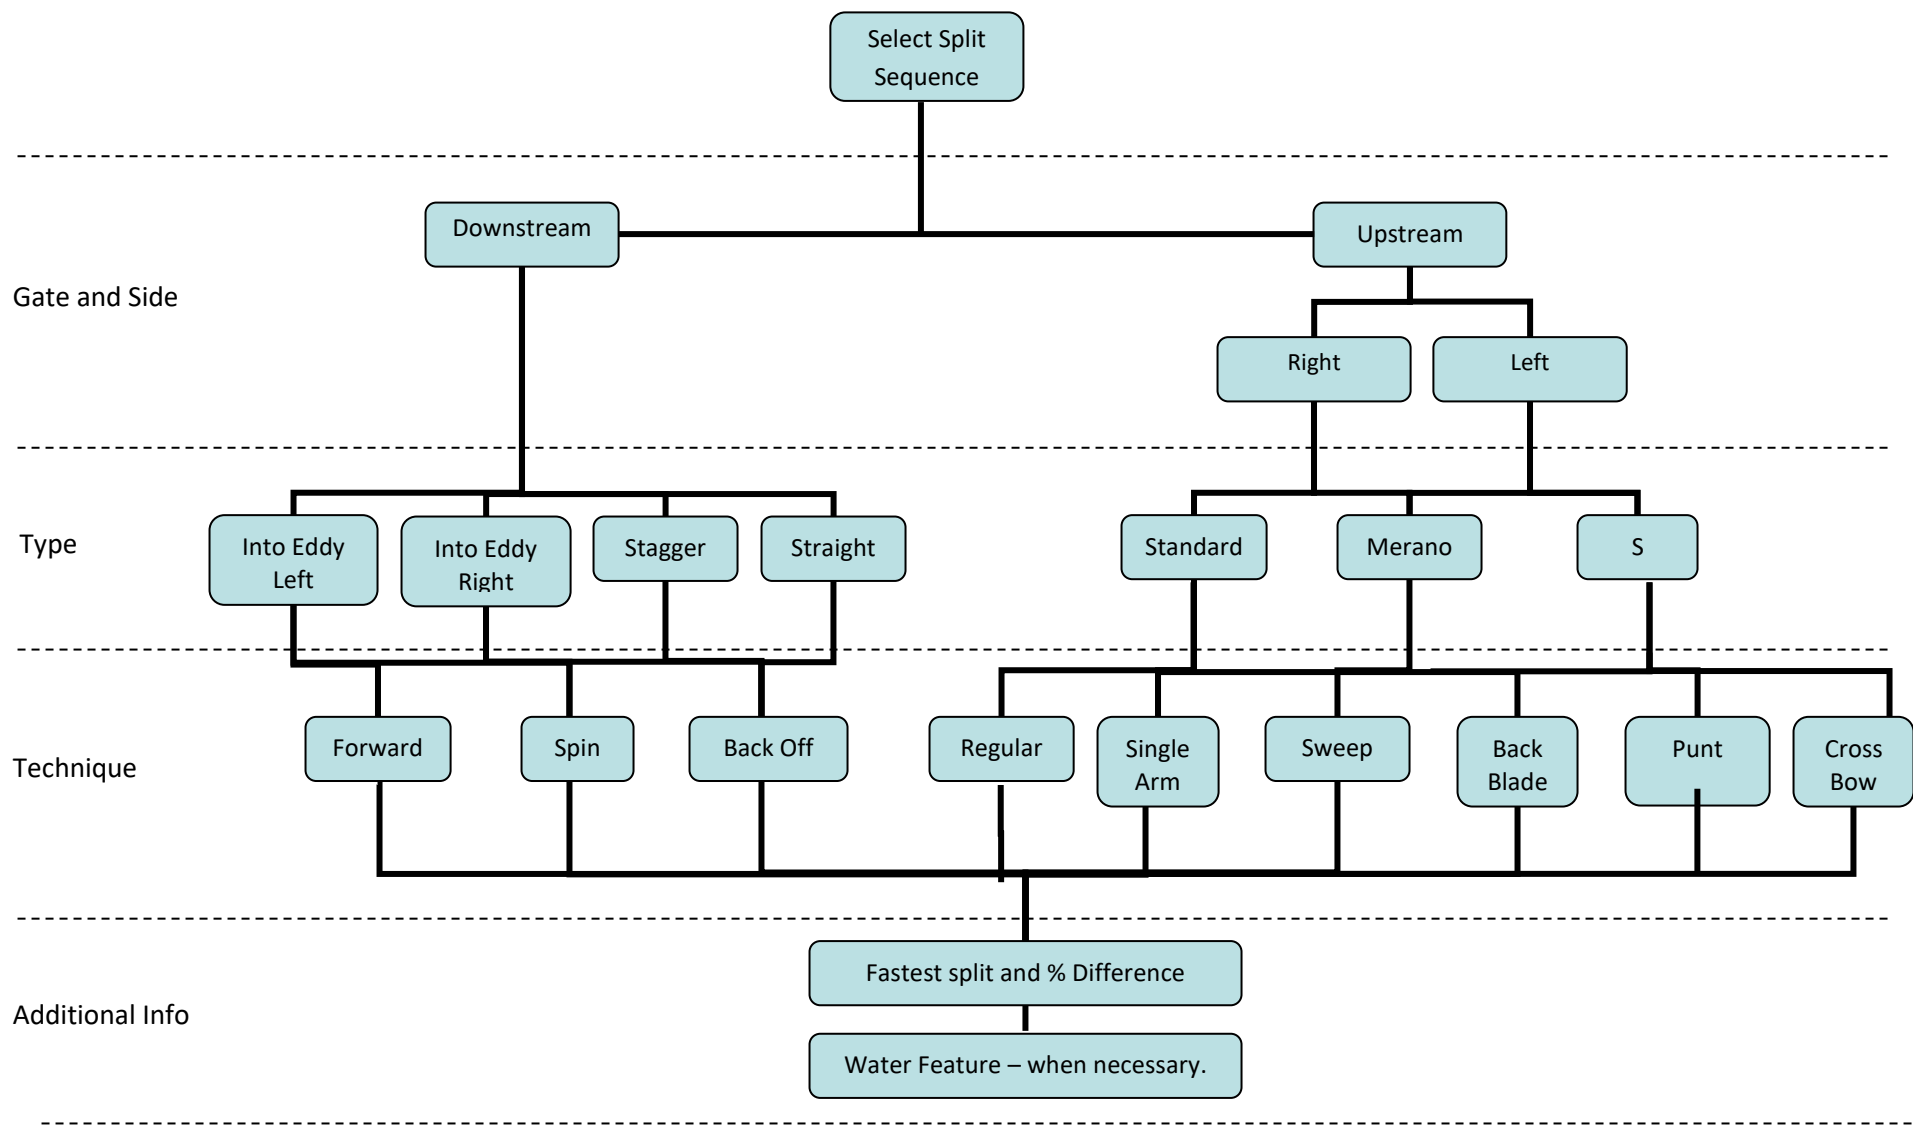 Select Split
Sequence
Downstream
Upstream
Gate and Side
Right
Left
Type
Into Eddy
Left
Into Eddy
Right
Stagger
Straight
Standard
Merano
S
Technique
Forward
Spin
Back Off
Regular
Single
Arm
Sweep
Back
Blade
Punt
Cross
Bow
Fastest split and % Difference
Additional Info
Water Feature – when necessary.